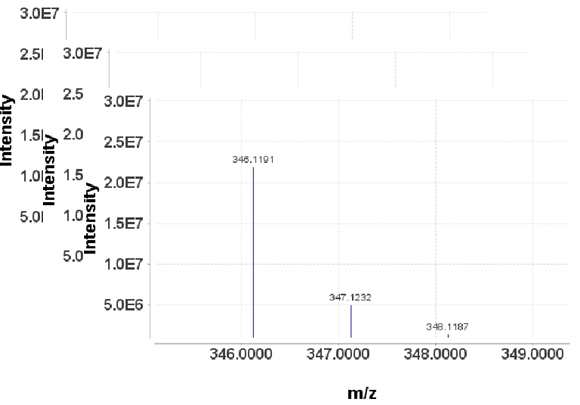 3.0E7
2.5
2.0
1.5
1.0
5.0
Intensity
3.0E7
2.5
2.0
1.5
1.0
5.0
Intensity
3.0E7
2.5E7
2.0E7
1.5E7
1.0E7
5.0E6
Intensity
346.1191
347.1232
348.1187
346.0000
347.0000
348.0000
349.0000
m/z